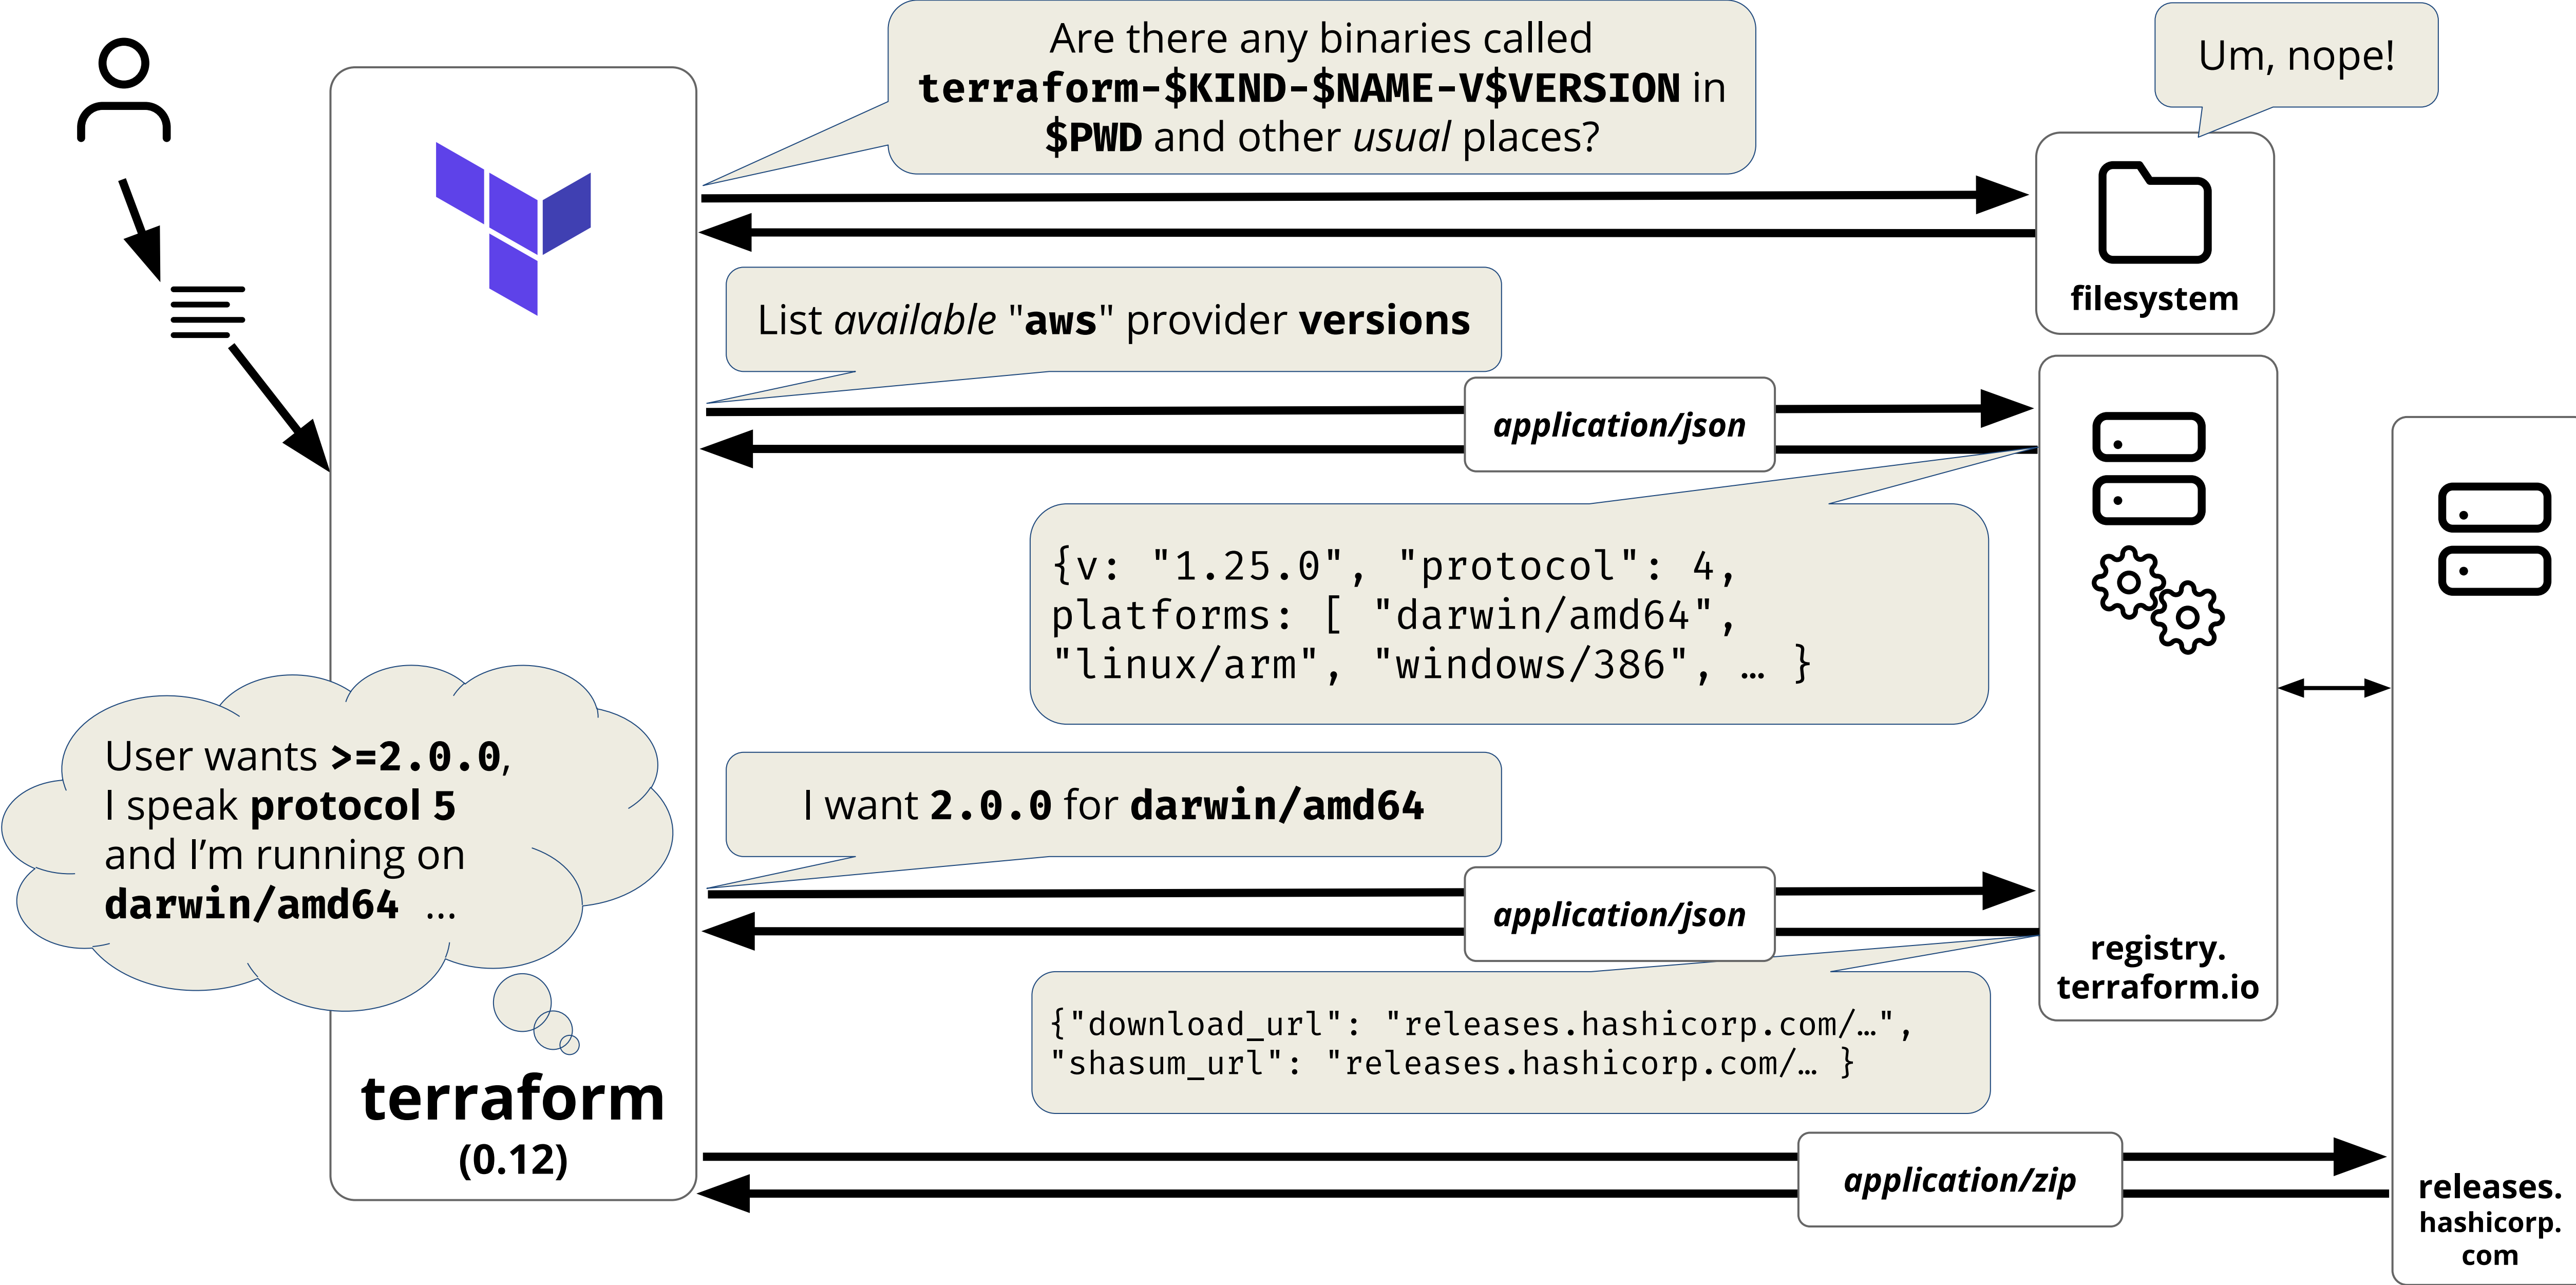 Are there any binaries called
terraform-$KIND-$NAME-V$VERSION in
$PWD and other usual places?
Um, nope!
filesystem
List available "aws" provider versions
application/json
{v: "1.25.0", "protocol": 4,
platforms: [ "darwin/amd64",
"linux/arm", "windows/386", … }
User wants >=2.0.0,
I speak protocol 5
and I’m running on
darwin/amd64 …
I want 2.0.0 for darwin/amd64
application/json
registry.
terraform.io
{"download_url": "releases.hashicorp.com/…",
"shasum_url": "releases.hashicorp.com/… }
terraform
(0.12)
application/zip
releases.
hashicorp.
com